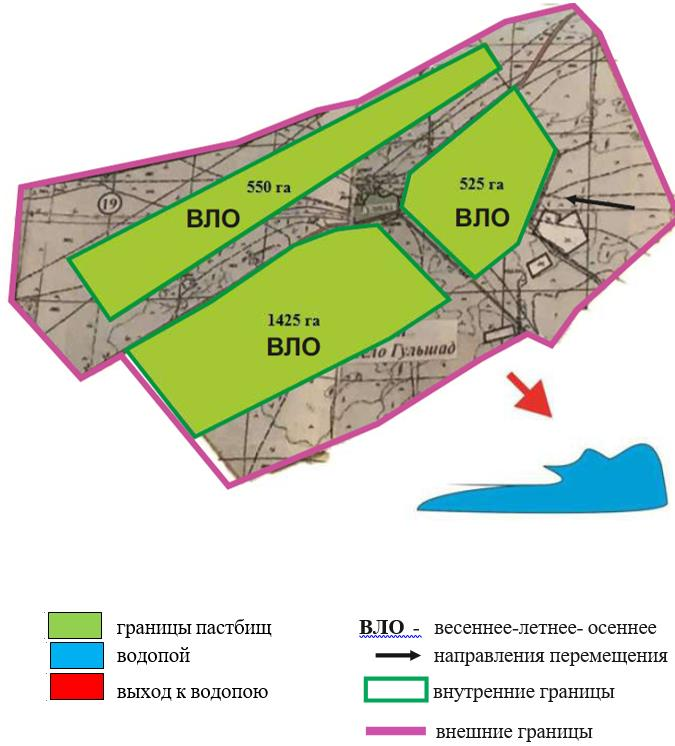 550 га
ВЛО
19
525 га
ВЛО
1425 га
ВЛО
Гульшад
границы пастбищ
водопой
выход к водопою
ВЛО - весеннее-летнее- осеннее
направления перемещения
внутренние границы
внешние границы